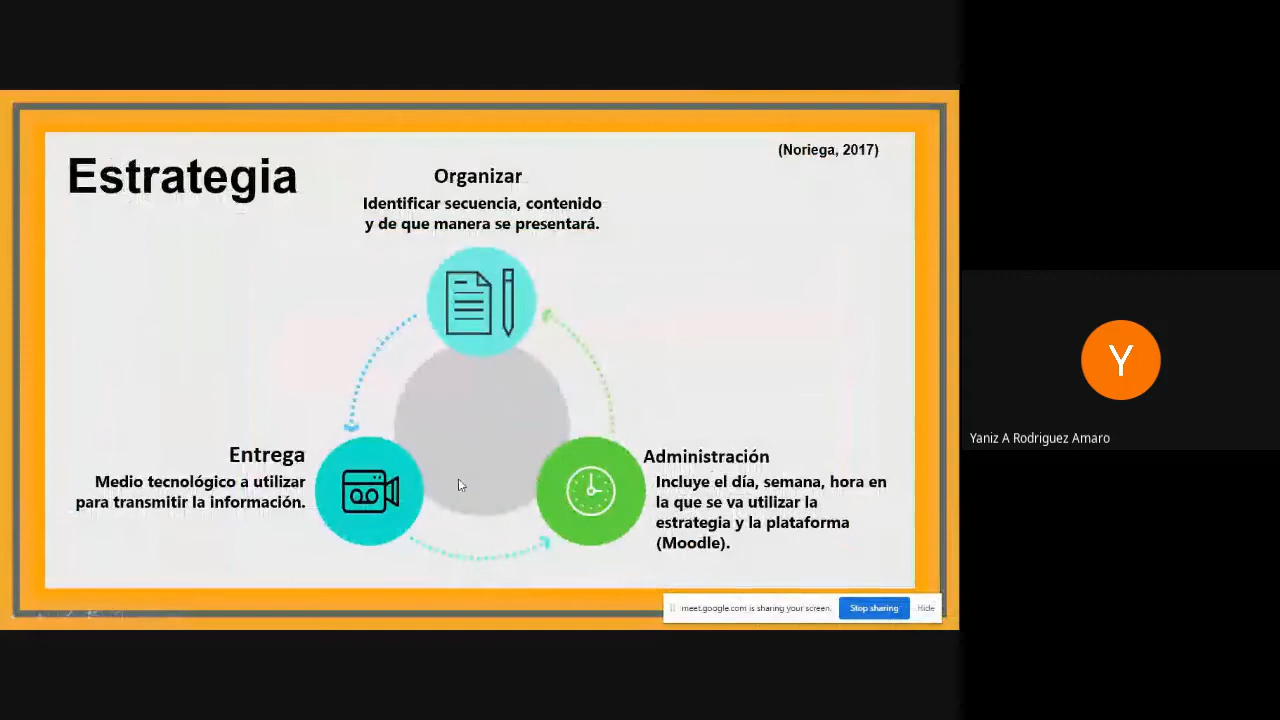 Estrategia
(Noriega, 2017)
Organizar
Identificar secuencia, contenido
y de que manera se presentará.
Entrega
Medio tecnológico a utilizar
para transmitir la información.
Administración
Incluye el día, semana, hora en
la que se va utilizar la
estrategia y la plataforma
(Moodle).
meet.google.com is sharing your screen.
Stop sharing
Hide
Y
Yaniz A Rodriguez Amaro